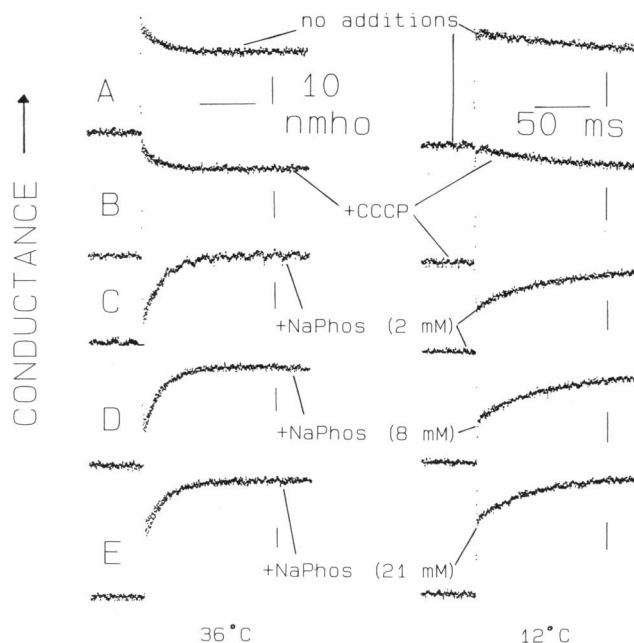 no additions
A
10
nmho
50 ms
B
+CCCP
CONDUCTANCE
C
+NaPhos (2 mM)
D
+NaPhos (8 mM)
E
+NaPhos (21 mM)
36°C
12°C